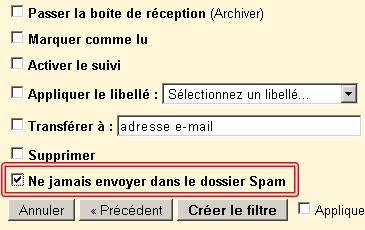 Passer la boîte de réception (Archiver)
Marquer comme lu
Activer le suivi
Appliquer le libellé : Sélectionnez un libellé...
Transférer à : adresse e-mail
Supprimer
Ne jamais envoyer dans le dossier Spam
Annuler « Précédent Créer le filtre Applique